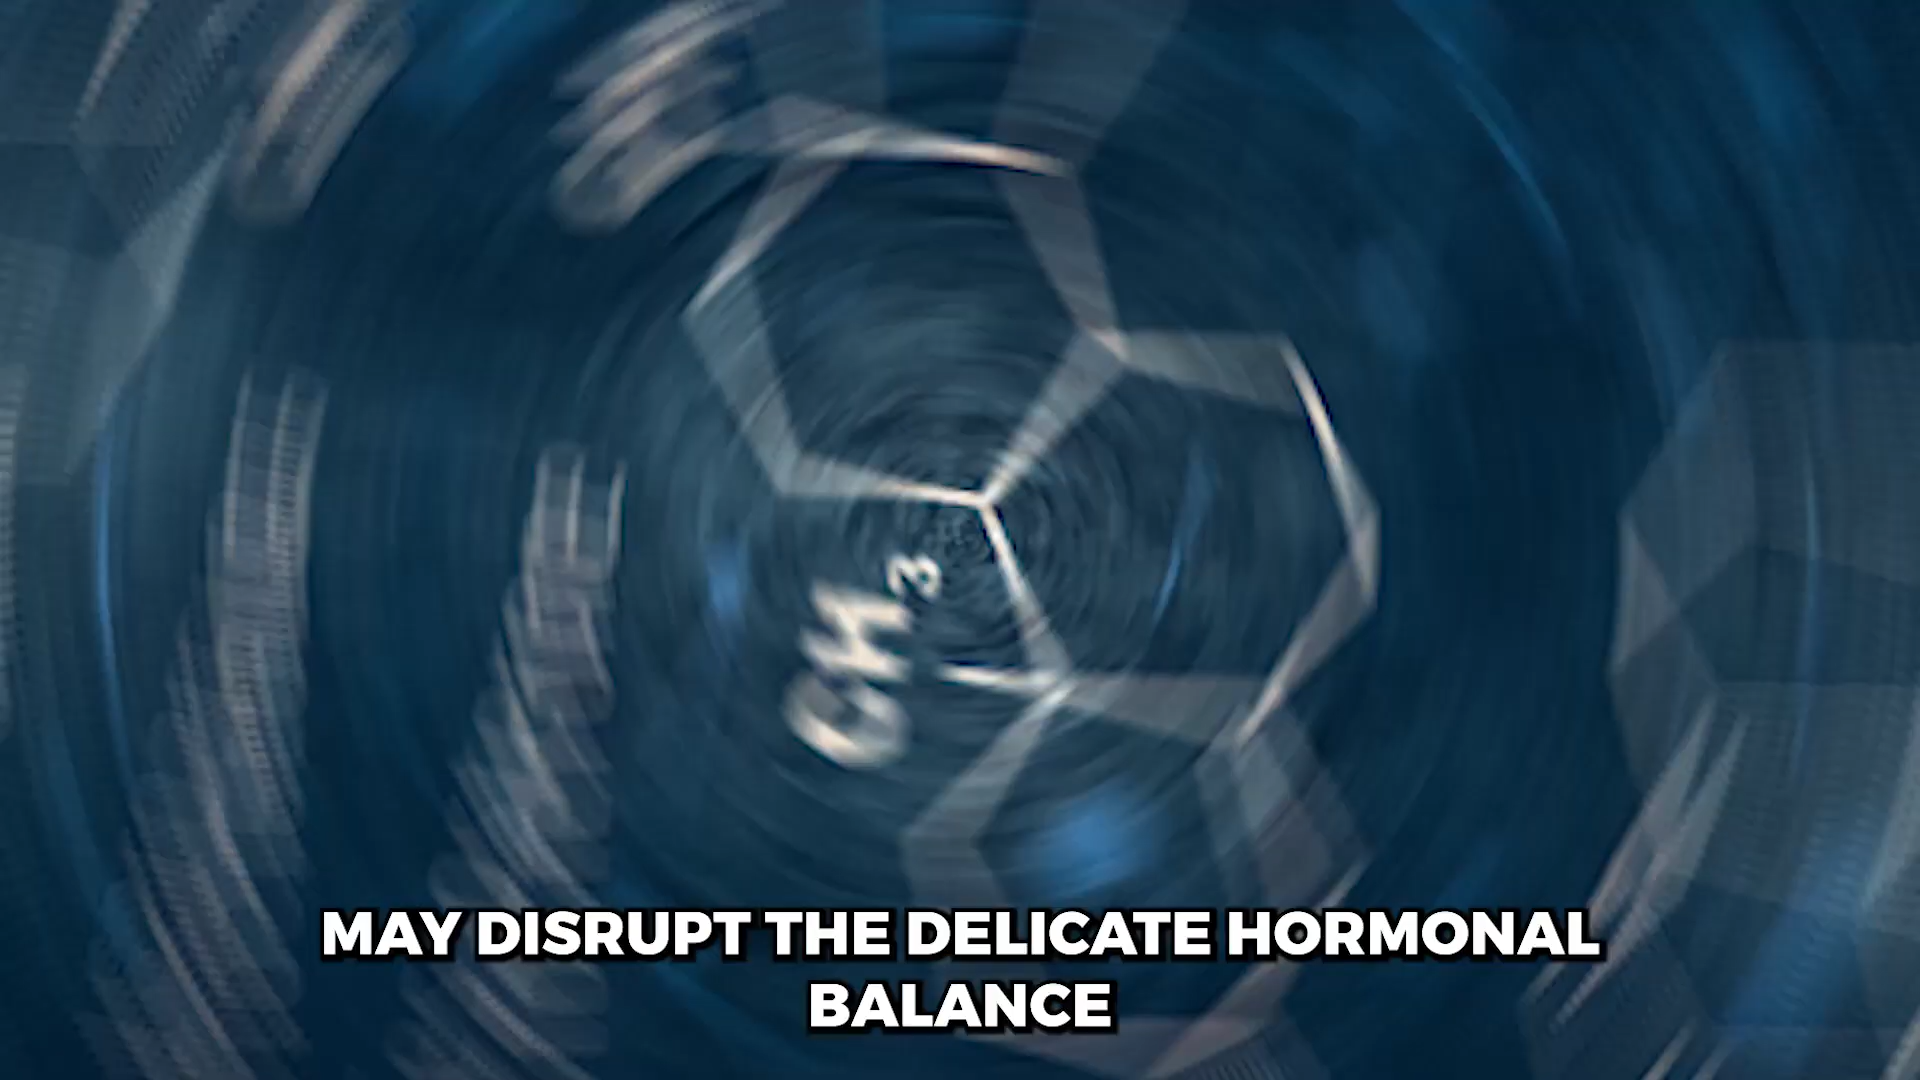 CH3
MAY DISRUPT THE DELICATE HORMONAL
BALANCE